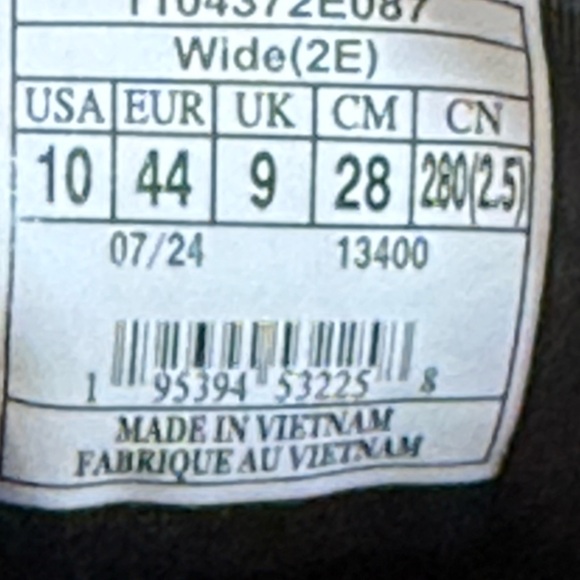 1104372E087
Wide(2E)
USA EUR UK CM CN
10 44 9 28 280(2.5)
07/24 13400
1 95394 53225 8
MADE IN VIETNAM
FABRIQUE AU VIETNAM